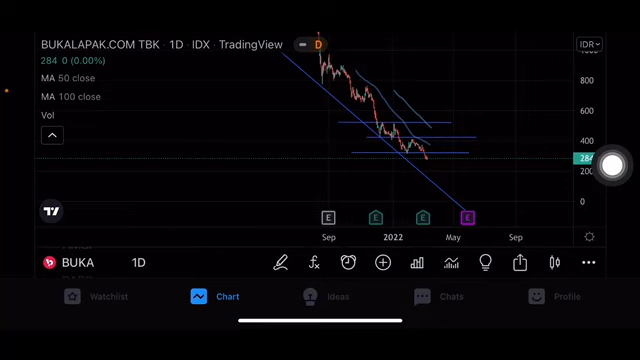 BUKALAPAK.COM TBK · 1D · IDX · TradingView D IDR
284 0 (0.00%)
MA 50 close
MA 100 close
Vol
800
600
400
284
200
0
E E E E
Sep 2022 May Sep
BUKA 1D
Watchlist Chart Ideas Chats Profile